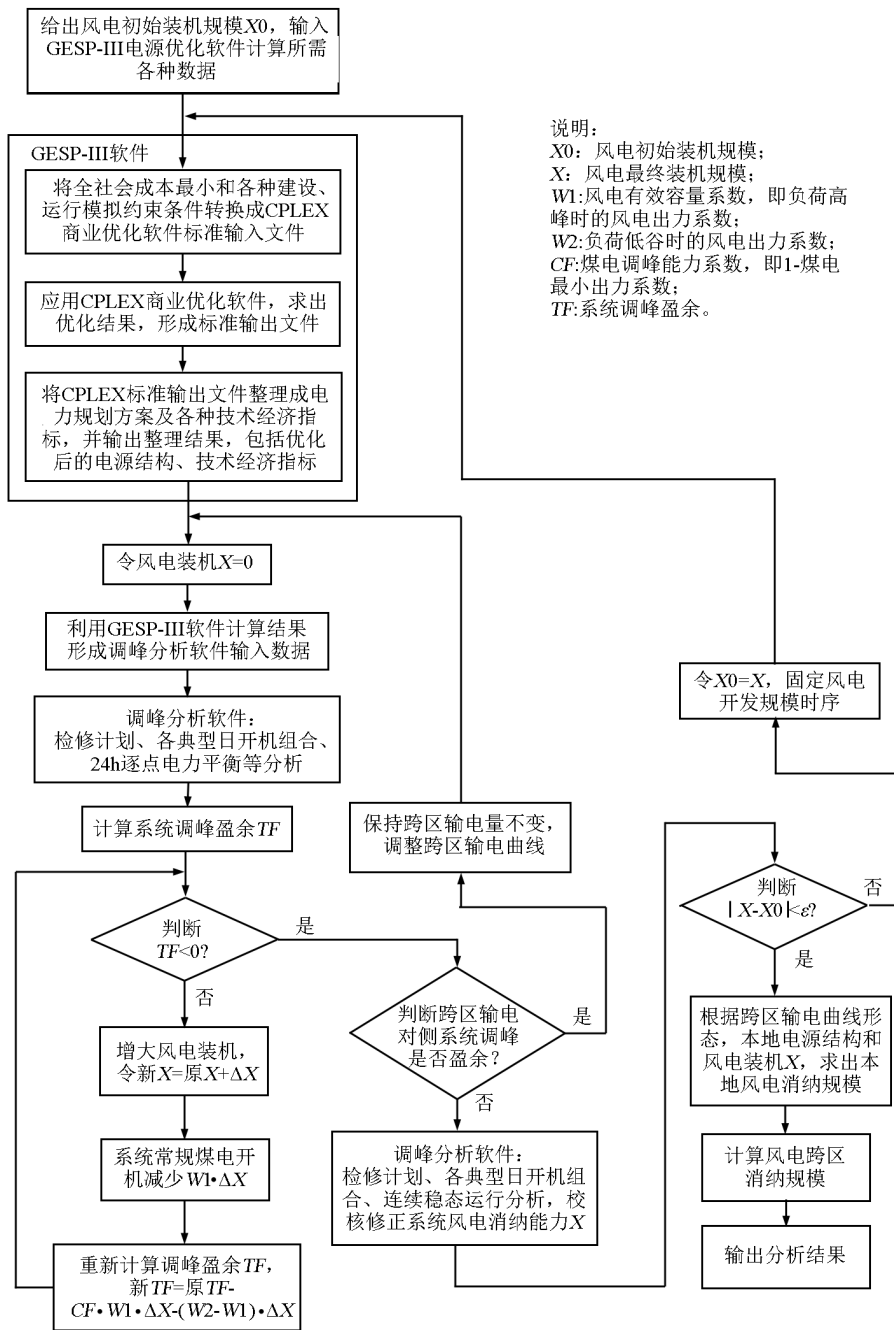 给出风电初始装机规模X0，输入
GESP-III电源优化软件计算所需
各种数据
GESP-III软件
将全社会成本最小和各种建设、
运行模拟约束条件转换成CPLEX
商业优化软件标准输入文件
应用CPLEX商业优化软件，求出
优化结果，形成标准输出文件
将CPLEX标准输出文件整理成电
力规划方案及各种技术经济指
标，并输出整理结果，包括优化
后的电源结构、技术经济指标
令风电装机X=0
利用GESP-III软件计算结果
形成调峰分析软件输入数据
调峰分析软件：
检修计划、各典型日开机组合、
24h逐点电力平衡等分析
计算系统调峰盈余TF
判断
TF<0?
是
否
增大风电装机，
令新X=原X+ΔX
系统常规煤电开
机减少W1•ΔX
重新计算调峰盈余TF，
新TF=原TF-
CF•W1•ΔX-(W2-W1)•ΔX
保持跨区输电量不变，
调整跨区输电曲线
判断跨区输电
对侧系统调峰
是否盈余？
是
否
调峰分析软件：
检修计划、各典型日开机组
合、连续稳态运行分析，校
核修正系统风电消纳能力X
说明：
X0：风电初始装机规模；
X：风电最终装机规模；
W1:风电有效容量系数，即负荷高
峰时的风电出力系数；
W2:负荷低谷时的风电出力系数；
CF:煤电调峰能力系数，即1-煤电
最小出力系数；
TF:系统调峰盈余。
令X0=X，固定风电
开发规模时序
判断
|X-X0|<ε?
否
是
根据跨区输电曲线形
态，本地电源结构和
风电装机X，求出本
地风电消纳规模
计算风电跨区
消纳规模
输出分析结果